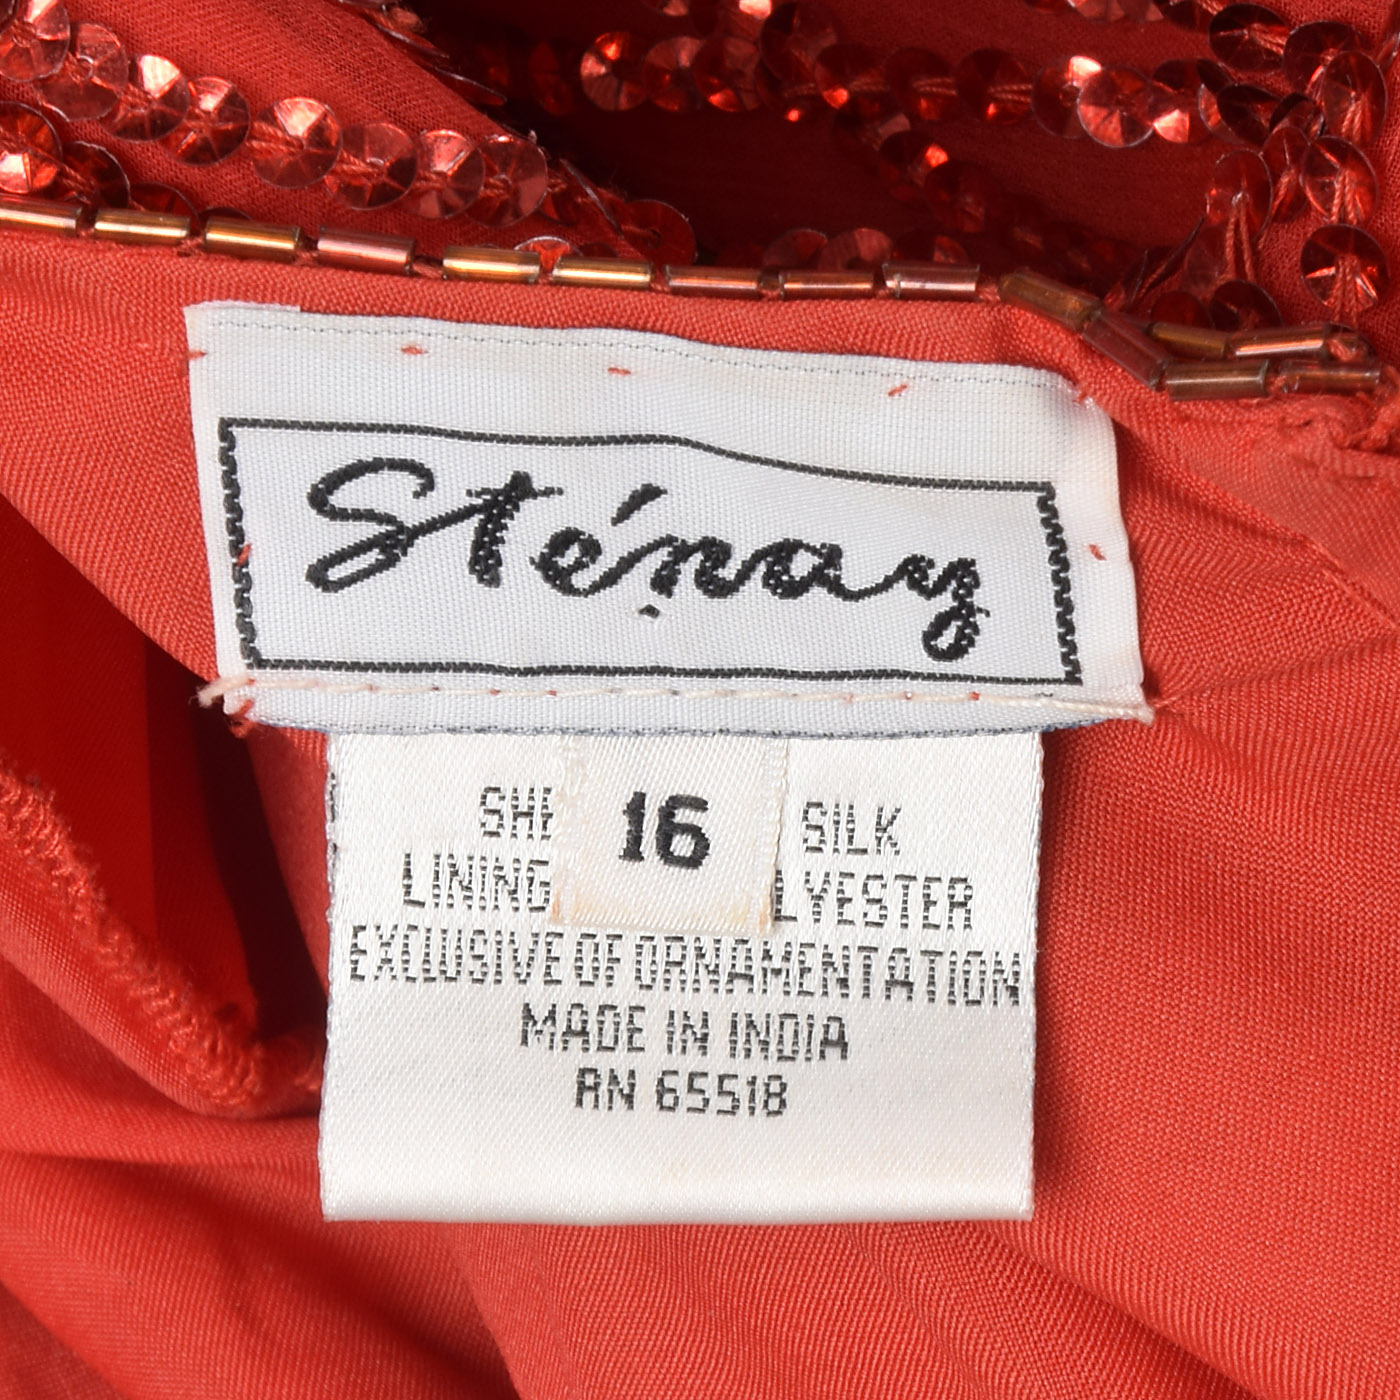 Sténay
16
SHE SILK
LINING LYESTER
EXCLUSIVE OF ORNAMENTATION
MADE IN INDIA
RN 65518